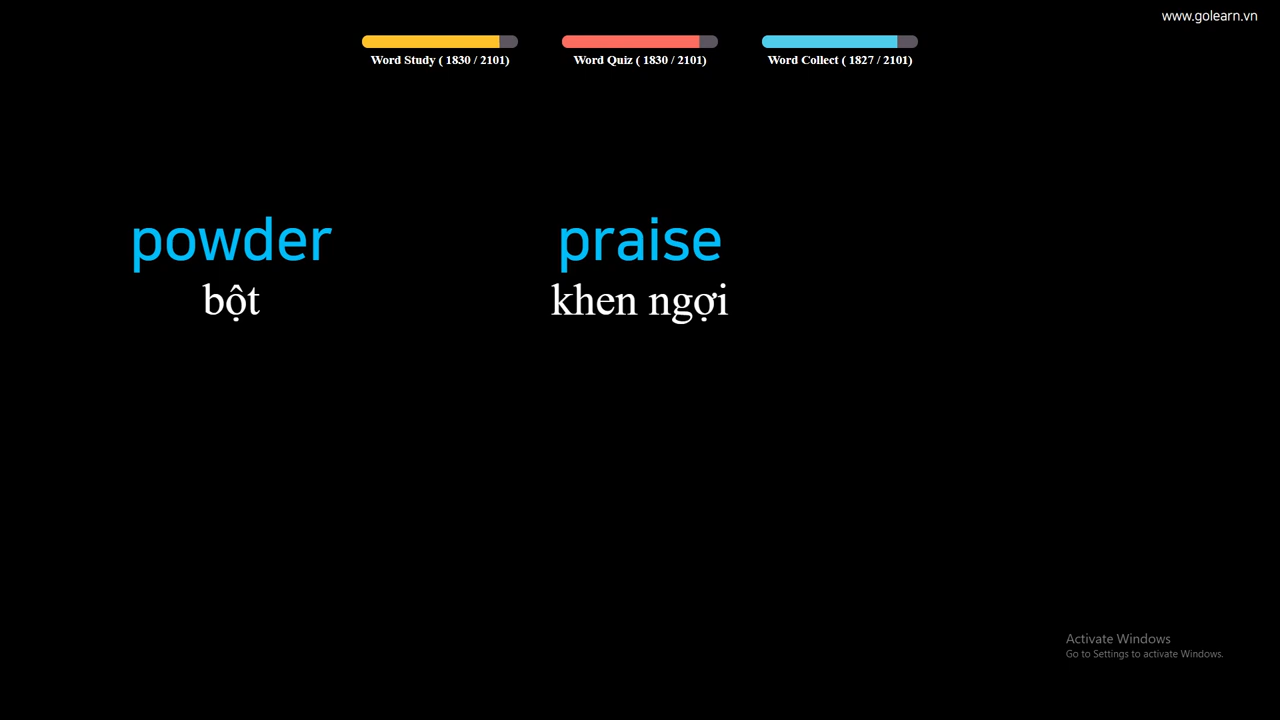 www.golearn.vn
Word Study ( 1830 / 2101)
Word Quiz ( 1830 / 2101)
Word Collect ( 1827 / 2101)
powder
bột
praise
khen ngợi
Activate Windows
Go to Settings to activate Windows.